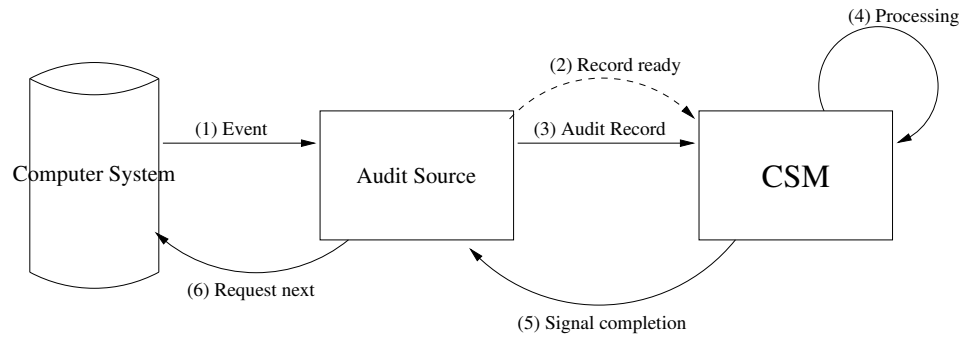 (4) Processing
(2) Record ready
(1) Event
(3) Audit Record
Computer System
Audit Source
CSM
(6) Request next
(5) Signal completion